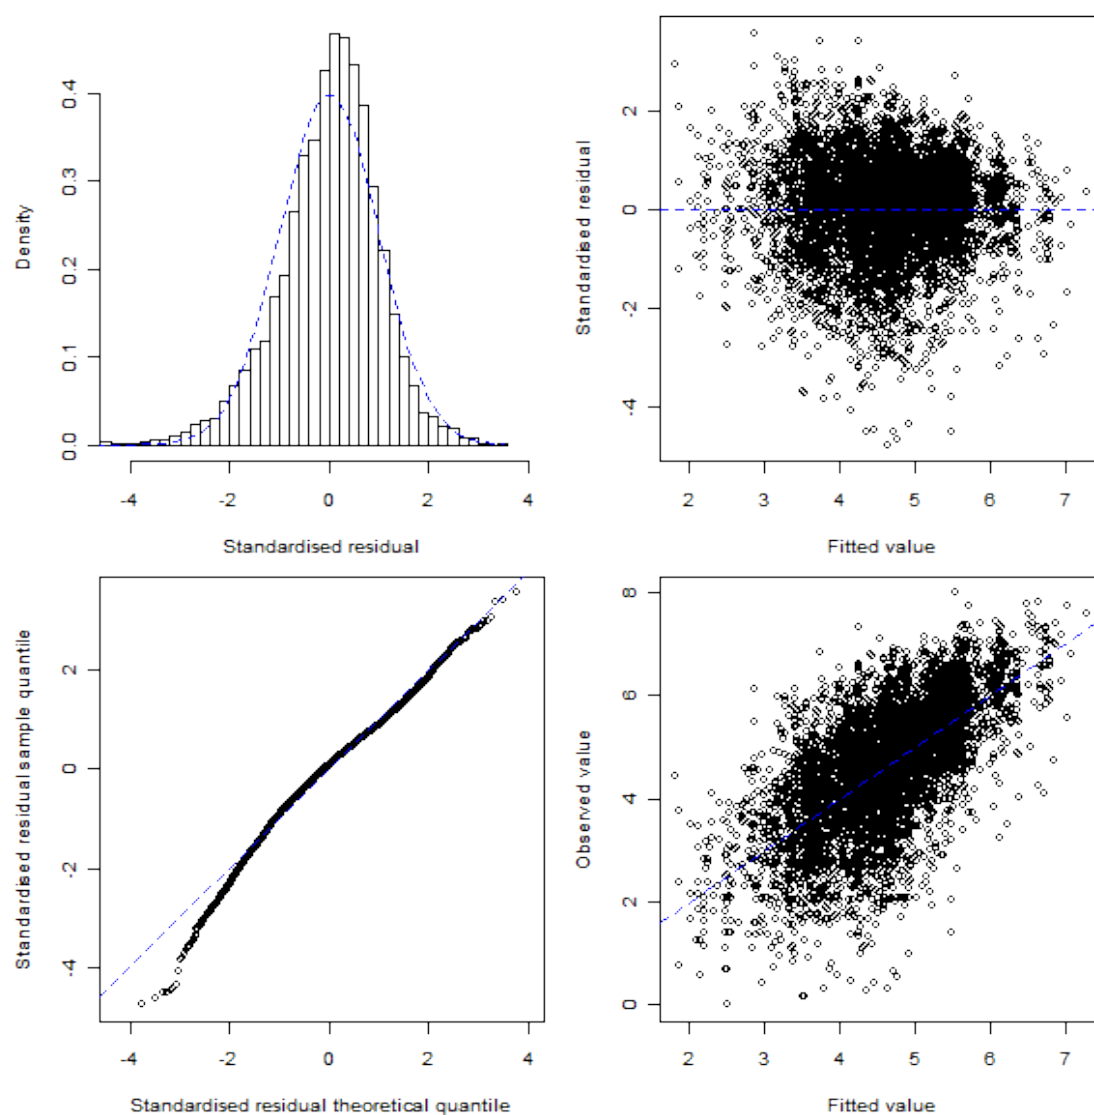 0.0 0.1 0.2 0.3 0.4
Density
-4 -2 0 2 4
Standardised residual
-4 -2 0 2
Standardised residual
2 3 4 5 6 7
Fitted value
-4 -2 0 2
Standardised residual sample quantile
-4 -2 0 2 4
Standardised residual theoretical quantile
0 2 4 6 8
Observed value
2 3 4 5 6 7
Fitted value